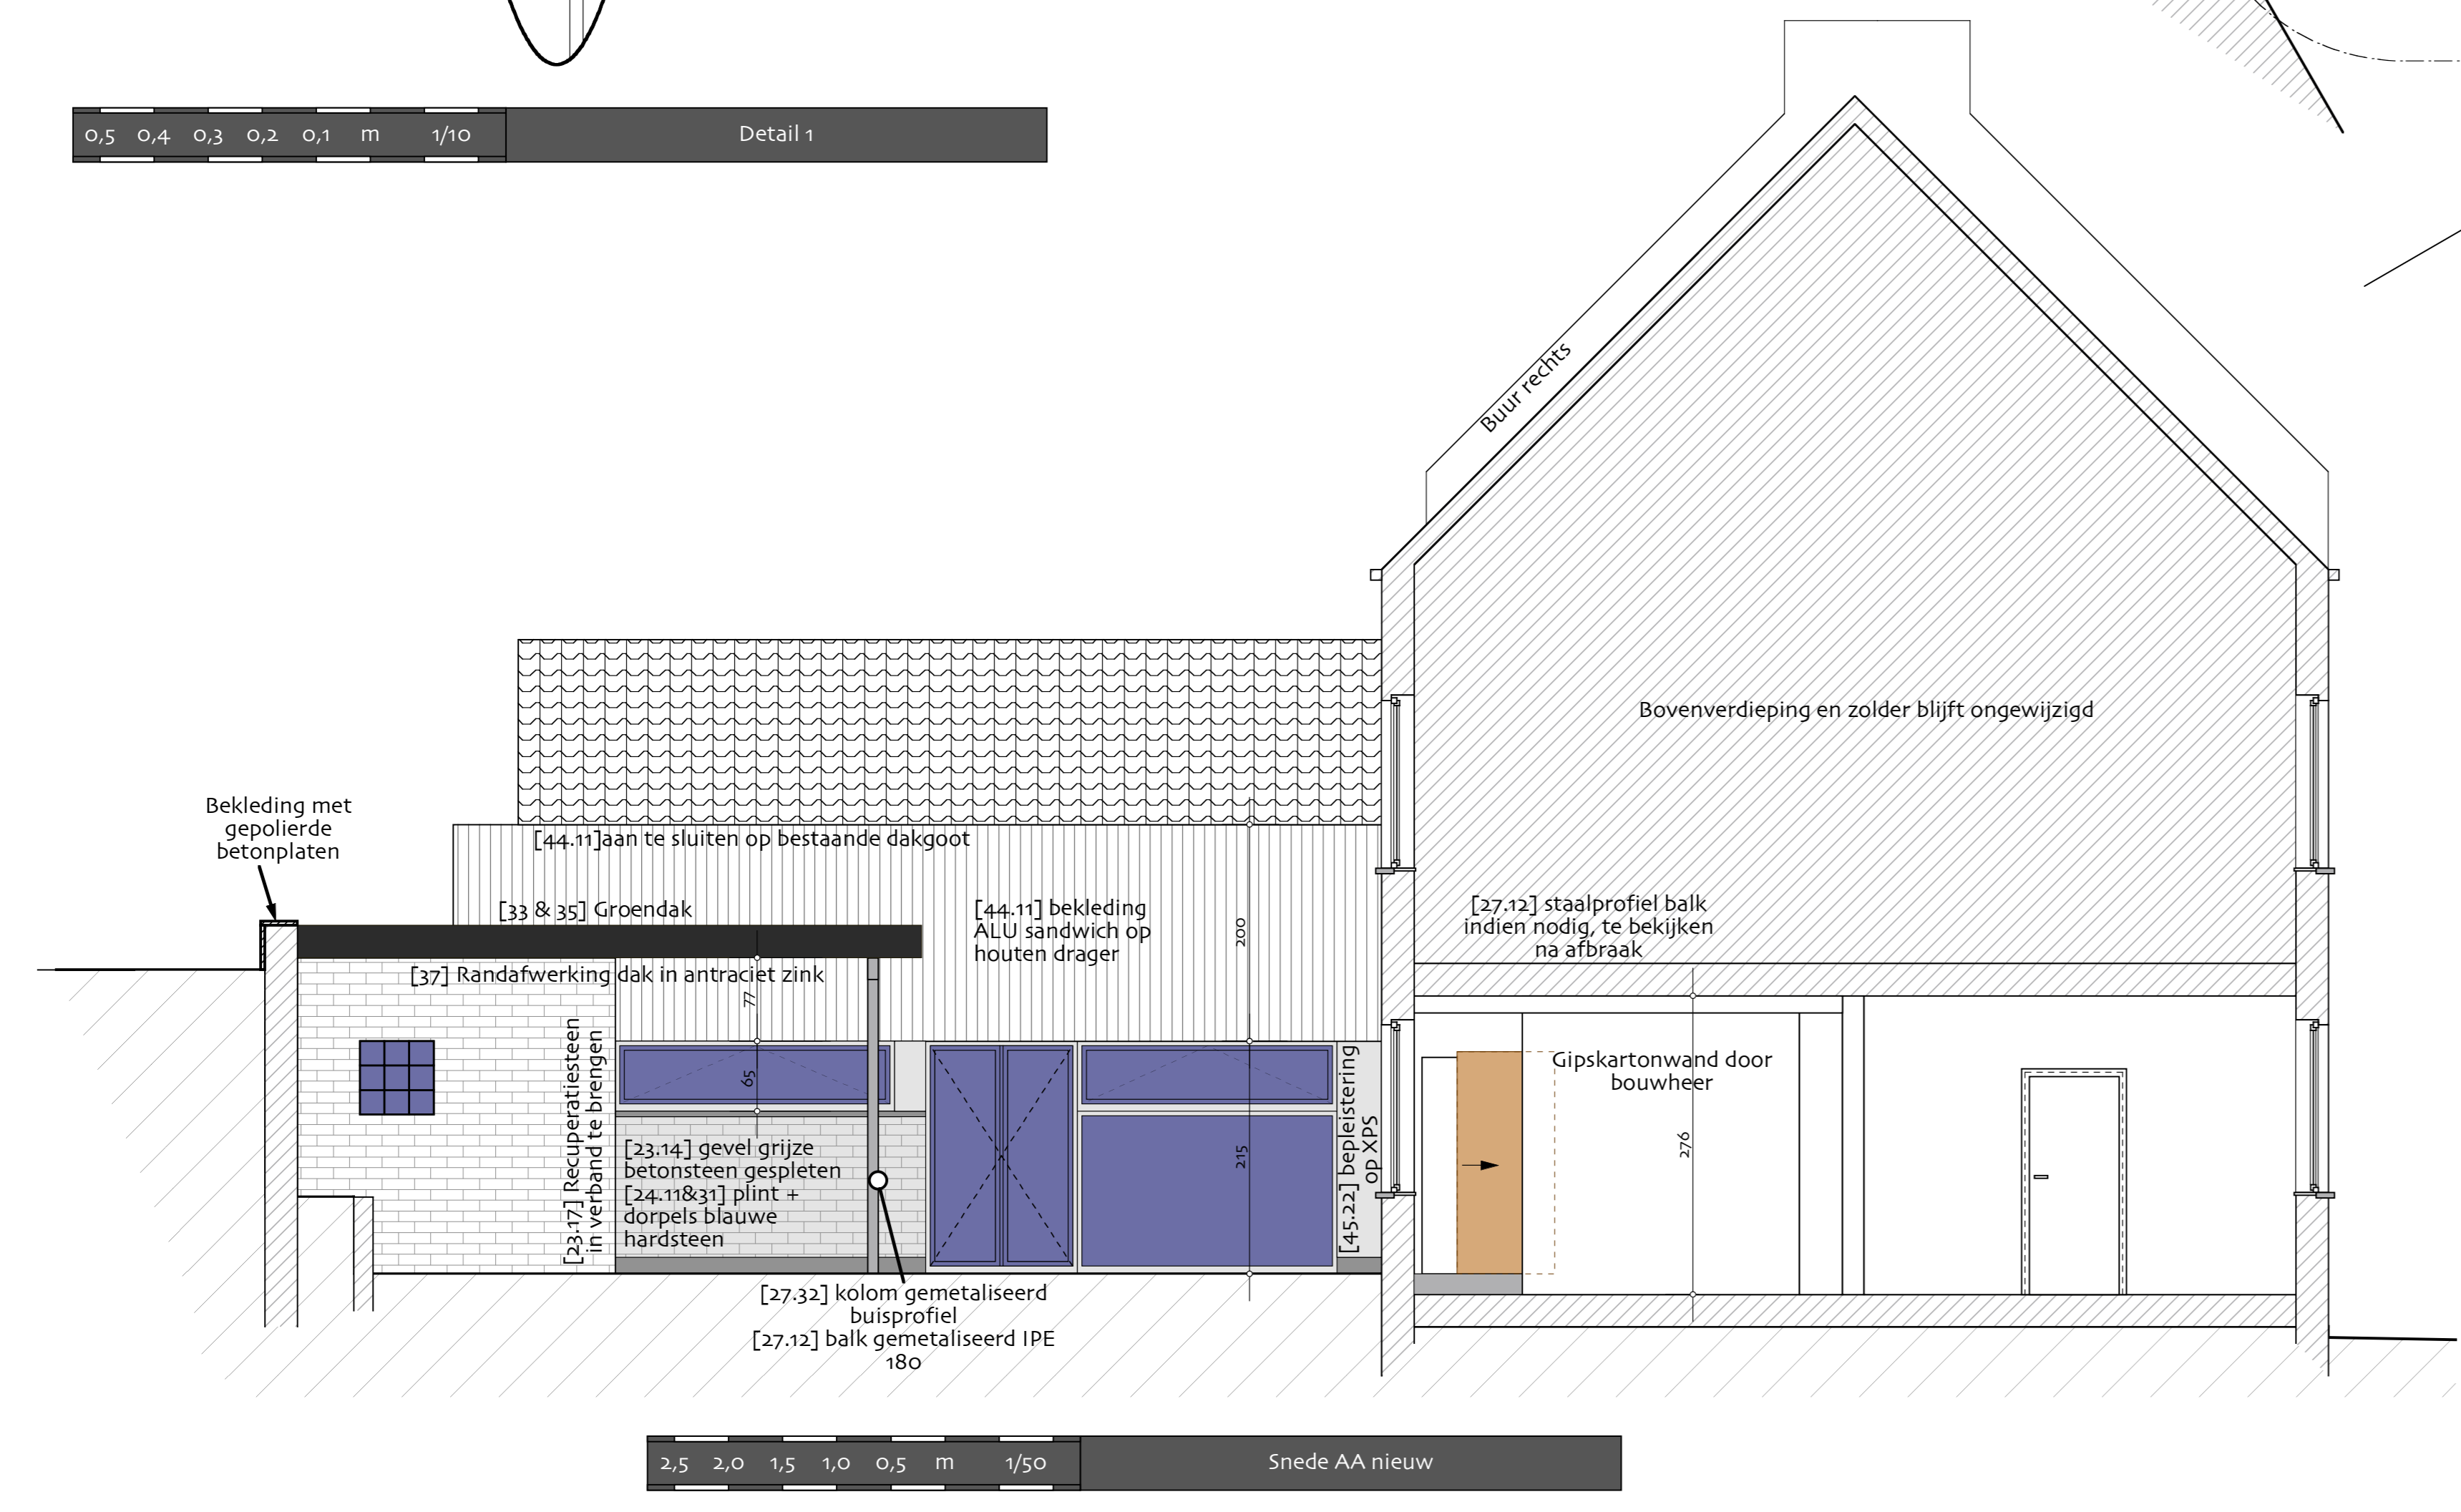 0,5 0,4 0,3 0,2 0,1 m 1/10 Detail 1
Buur rechts
Bovenverdieping en zolder blijft ongewijzigd
Bekleding met
gepolierde
betonplaten
[44.11]aan te sluiten op bestaande dakgoot
[33 & 35] Groendak
[44.11] bekleding
ALU sandwich op
houten drager
200
[27.12] staalprofiel balk
indien nodig, te bekijken
na afbraak
[37] Randafwerking dak in antraciet zink
77
65
[23.17] Recuperatiesteen
in verband te brengen
[23.14] gevel grijze
betonsteen gespleten
[24.11&31] plint +
dorpels blauwe
hardsteen
215
[45.22] bepleistering
op XPS
Gipskartonwand door
bouwheer
276
[27.32] kolom gemetaliseerd
buisprofiel
[27.12] balk gemetaliseerd IPE
180
2,5 2,0 1,5 1,0 0,5 m 1/50 Snede AA nieuw